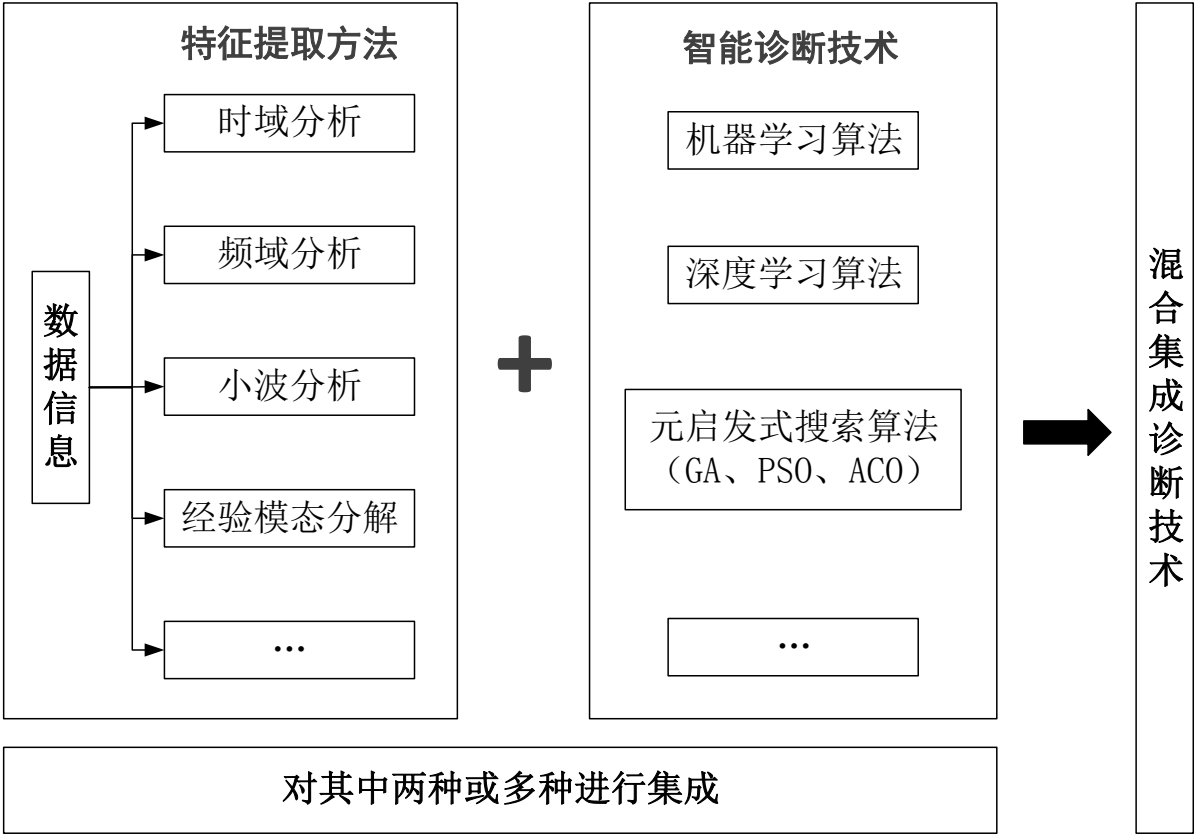 特征提取方法
数据信息
时域分析
频域分析
小波分析
经验模态分解
…
智能诊断技术
机器学习算法
深度学习算法
元启发式搜索算法
（GA、PSO、ACO）
…
对其中两种或多种进行集成
混合集成诊断技术